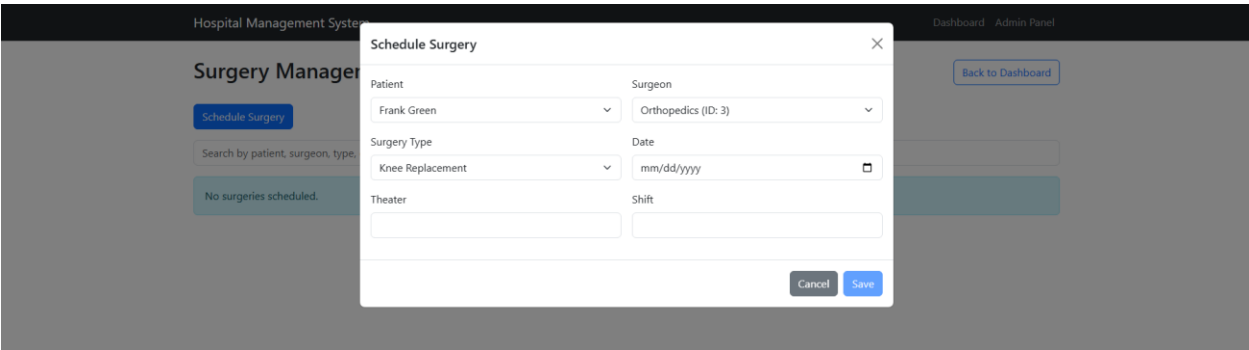 Hospital Management System
Dashboard Admin Panel
Schedule Surgery
Surgery Manager
Back to Dashboard
Patient
Surgeon
Frank Green
Orthopedics (ID: 3)
Schedule Surgery
Surgery Type
Date
Search by patient, surgeon, type,
Knee Replacement
mm/dd/yyyy
No surgeries scheduled.
Theater
Shift
Cancel
Save